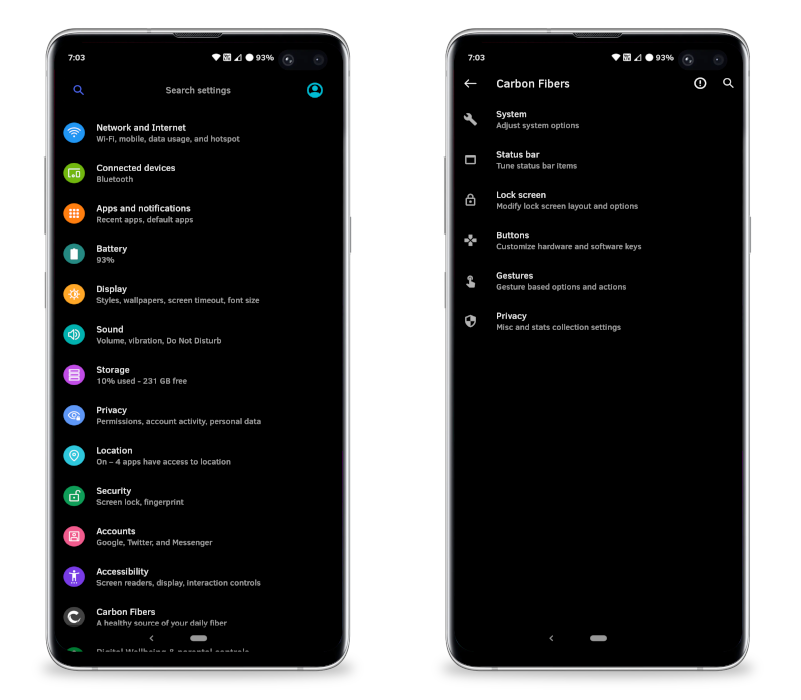 7:03
93%
Search settings
Network and Internet
Wi-Fi, mobile, data usage, and hotspot
Connected devices
Bluetooth
Apps and notifications
Recent apps, default apps
Battery
93%
Display
Styles, wallpapers, screen timeout, font size
Sound
Volume, vibration, Do Not Disturb
Storage
10% used - 231 GB free
Privacy
Permissions, account activity, personal data
Location
On – 4 apps have access to location
Security
Screen lock, fingerprint
Accounts
Google, Twitter, and Messenger
Accessibility
Screen readers, display, interaction controls
Carbon Fibers
A healthy source of your daily fiber
Digital Wellbeing & parental controls
7:03
93%
Carbon Fibers
System
Adjust system options
Status bar
Tune status bar items
Lock screen
Modify lock screen layout and options
Buttons
Customize hardware and software keys
Gestures
Gesture based options and actions
Privacy
Misc and stats collection settings